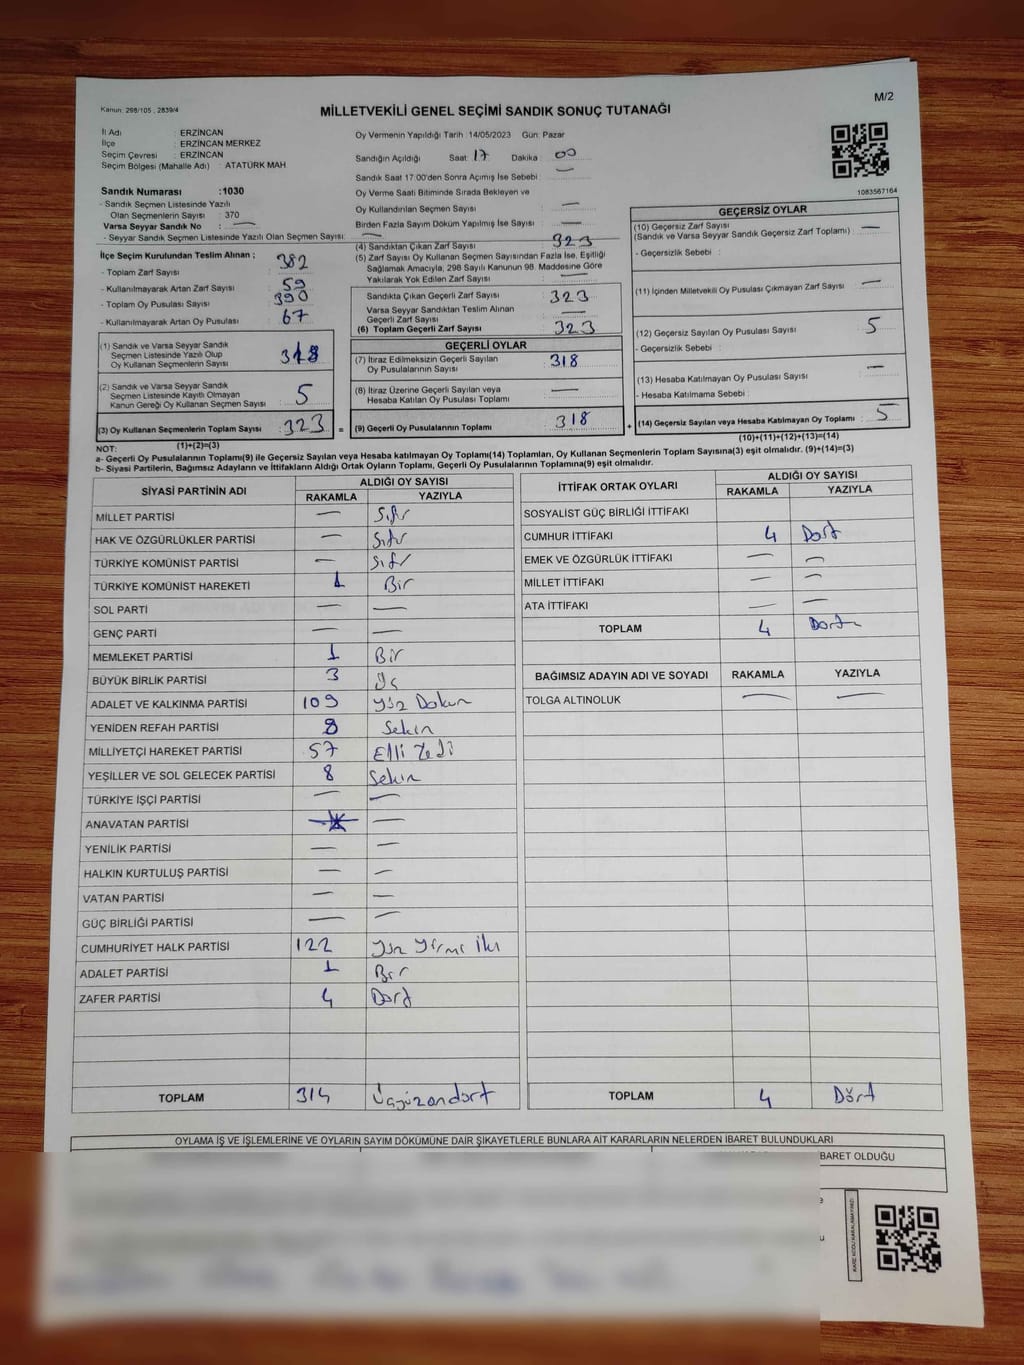 Kanun: 298/105 , 2839/4
MİLLETVEKİLİ GENEL SEÇİMİ SANDIK SONUÇ TUTANAĞI
M/2
İl Adı : ERZİNCAN
İlçe : ERZİNCAN MERKEZ
Seçim Çevresi : ERZİNCAN
Seçim Bölgesi (Mahalle Adı) : ATATÜRK MAH
Sandık Numarası :1030
- Sandık Seçmen Listesinde Yazılı
Olan Seçmenlerin Sayısı : 370
Varsa Seyyar Sandık No : —
- Seyyar Sandık Seçmen Listesinde Yazılı Olan Seçmen Sayısı: —
İlçe Seçim Kurulundan Teslim Alınan ;
- Toplam Zarf Sayısı : 382
- Kullanılmayarak Artan Zarf Sayısı : 59
- Toplam Oy Pusulası Sayısı : 390
- Kullanılmayarak Artan Oy Pusulası : 67
(1) Sandık ve Varsa Seyyar Sandık
Seçmen Listesinde Yazılı Olup
Oy Kullanan Seçmenlerin Sayısı : 318
(2) Sandık ve Varsa Seyyar Sandık
Seçmen Listesinde Kayıtlı Olmayan
Kanun Gereği Oy Kullanan Seçmen Sayısı : 5
(3) Oy Kullanan Seçmenlerin Toplam Sayısı : 323 =
(1)+(2)=(3)
Oy Vermenin Yapıldığı Tarih :14/05/2023 Gün: Pazar
Sandığın Açıldığı Saat : 17 Dakika : 00
Sandık Saat 17:00'den Sonra Açımış İse Sebebi : —
Oy Verme Saati Bitiminde Sırada Bekleyen ve
Oy Kullandırılan Seçmen Sayısı : —
Birden Fazla Sayım Döküm Yapılmış İse Sayısı : —
(4) Sandıktan Çıkan Zarf Sayısı : 323
(5) Zarf Sayısı Oy Kullanan Seçmen Sayısından Fazla İse, Eşitliği
Sağlamak Amacıyla, 298 Sayılı Kanunun 98. Maddesine Göre
Yakılarak Yok Edilen Zarf Sayısı : —
Sandıkta Çıkan Geçerli Zarf Sayısı : 323
Varsa Seyyar Sandıktan Teslim Alınan
Geçerli Zarf Sayısı : —
(6) Toplam Geçerli Zarf Sayısı : 323
GEÇERLİ OYLAR
(7) İtiraz Edilmeksizin Geçerli Sayılan
Oy Pusulalarının Sayısı : 318
(8) İtiraz Üzerine Geçerli Sayılan veya
Hesaba Katılan Oy Pusulası Toplamı : —
(9) Geçerli Oy Pusulalarının Toplamı : 318 +
1083567164
GEÇERSİZ OYLAR
(10) Geçersiz Zarf Sayısı : —
(Sandık ve Varsa Seyyar Sandık Geçersiz Zarf Toplamı)
- Geçersizlik Sebebi :
(11) İçinden Milletvekili Oy Pusulası Çıkmayan Zarf Sayısı : —
(12) Geçersiz Sayılan Oy Pusulası Sayısı : 5
- Geçersizlik Sebebi :
(13) Hesaba Katılmayan Oy Pusulası Sayısı : —
- Hesaba Katılmama Sebebi :
(14) Geçersiz Sayılan veya Hesaba Katılmayan Oy Toplamı : 5
(10)+(11)+(12)+(13)=(14)
NOT:
a- Geçerli Oy Pusulalarının Toplamı(9) ile Geçersiz Sayılan veya Hesaba katılmayan Oy Toplamı(14) Toplamları, Oy Kullanan Seçmenlerin Toplam Sayısına(3) eşit olmalıdır. (9)+(14)=(3)
b- Siyasi Partilerin, Bağımsız Adayların ve İttifakların Aldığı Ortak Oyların Toplamı, Geçerli Oy Pusulalarının Toplamına(9) eşit olmalıdır.
SİYASİ PARTİNİN ADI ALDIĞI OY SAYISI
RAKAMLA YAZIYLA
MİLLET PARTİSİ — Sıfır
HAK VE ÖZGÜRLÜKLER PARTİSİ — Sıfır
TÜRKİYE KOMÜNİST PARTİSİ — Sıfır
TÜRKİYE KOMÜNİST HAREKETİ 1 Bir
SOL PARTİ — —
GENÇ PARTİ — —
MEMLEKET PARTİSİ 1 Bir
BÜYÜK BİRLİK PARTİSİ 3 Üç
ADALET VE KALKINMA PARTİSİ 109 Yüz Dokuz
YENİDEN REFAH PARTİSİ 8 Sekiz
MİLLİYETÇİ HAREKET PARTİSİ 57 Elli Yedi
YEŞİLLER VE SOL GELECEK PARTİSİ 8 Sekiz
TÜRKİYE İŞÇİ PARTİSİ — —
ANAVATAN PARTİSİ — —
YENİLİK PARTİSİ — —
HALKIN KURTULUŞ PARTİSİ — —
VATAN PARTİSİ — —
GÜÇ BİRLİĞİ PARTİSİ — —
CUMHURİYET HALK PARTİSİ 122 Yüz Yirmi İki
ADALET PARTİSİ 1 Bir
ZAFER PARTİSİ 4 Dört
TOPLAM 314 Üçyüzondört
İTTİFAK ORTAK OYLARI ALDIĞI OY SAYISI
RAKAMLA YAZIYLA
SOSYALİST GÜÇ BİRLİĞİ İTTİFAKI
CUMHUR İTTİFAKI 4 Dört
EMEK VE ÖZGÜRLÜK İTTİFAKI — —
MİLLET İTTİFAKI — —
ATA İTTİFAKI — —
TOPLAM 4 Dört
BAĞIMSIZ ADAYIN ADI VE SOYADI RAKAMLA YAZIYLA
TOLGA ALTINOLUK — —
TOPLAM 4 Dört
OYLAMA İŞ VE İŞLEMLERİNE VE OYLARIN SAYIM DÖKÜMÜNE DAİR ŞİKAYETLERLE BUNLARA AİT KARARLARIN NELERDEN İBARET BULUNDUKLARI
BARET OLDUĞU